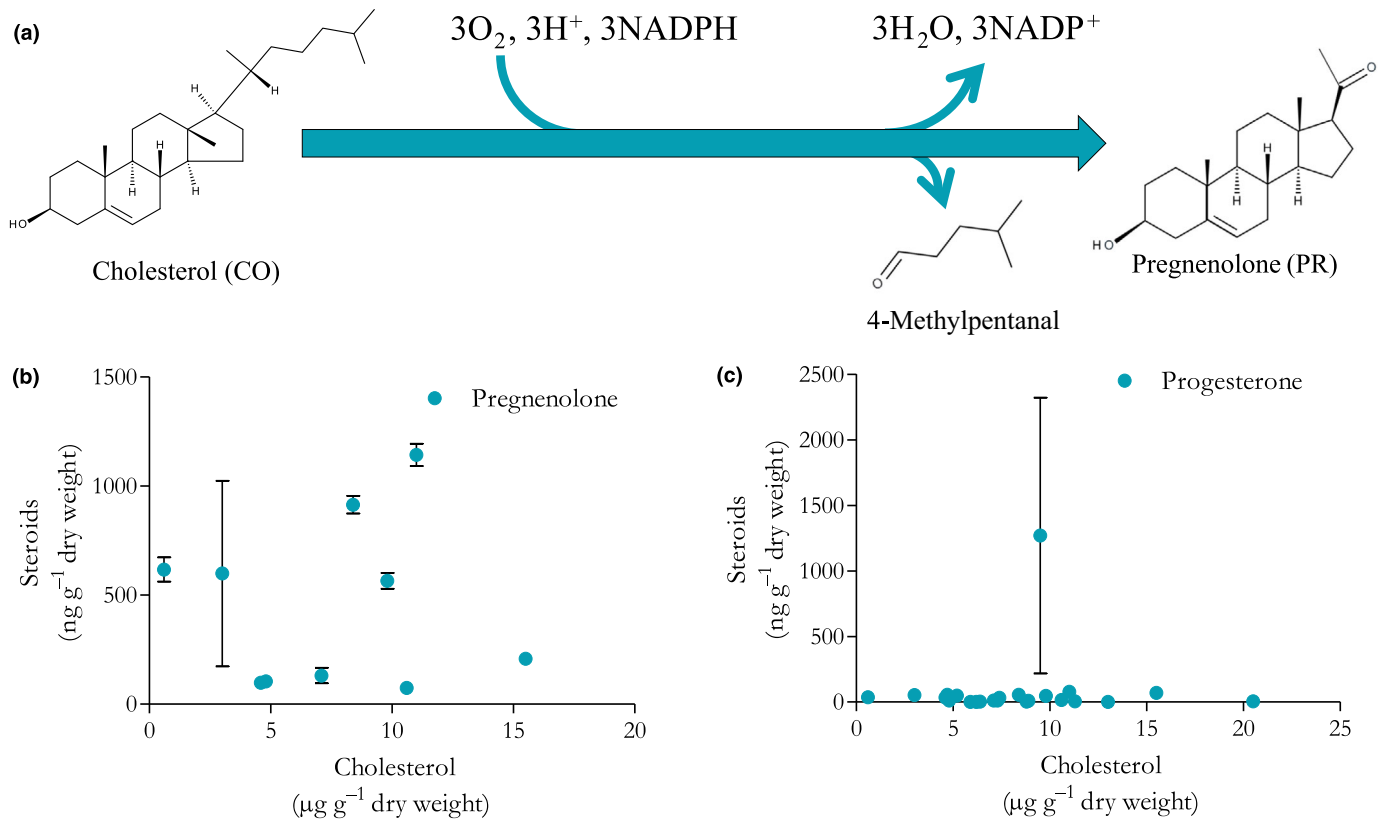 (a)
3O₂, 3H⁺, 3NADPH
3H₂O, 3NADP⁺
H
H
H
H
H
HO
Cholesterol (CO)
O
4-Methylpentanal
O
H
H
H
HO
Pregnenolone (PR)
(b)
Pregnenolone
1500
1000
500
0
Steroids
(ng g⁻¹ dry weight)
0 5 10 15 20
Cholesterol
(µg g⁻¹ dry weight)
(c)
Progesterone
2500
2000
1500
1000
500
0
Steroids
(ng g⁻¹ dry weight)
0 5 10 15 20 25
Cholesterol
(µg g⁻¹ dry weight)